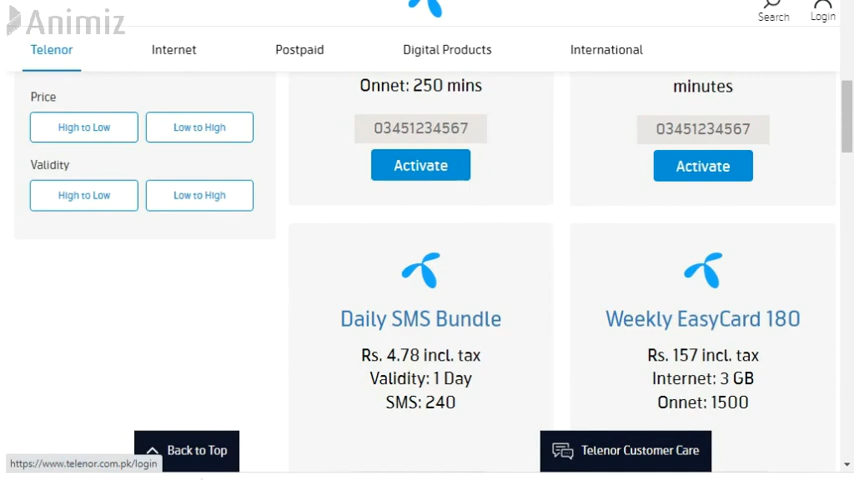 Animiz
Search
Login
Telenor
Internet
Postpaid
Digital Products
International
Price
High to Low
Low to High
Validity
High to Low
Low to High
Onnet: 250 mins
03451234567
Activate
minutes
03451234567
Activate
Daily SMS Bundle
Rs. 4.78 incl. tax
Validity: 1 Day
SMS: 240
Weekly EasyCard 180
Rs. 157 incl. tax
Internet: 3 GB
Onnet: 1500
Back to Top
Telenor Customer Care
https://www.telenor.com.pk/login